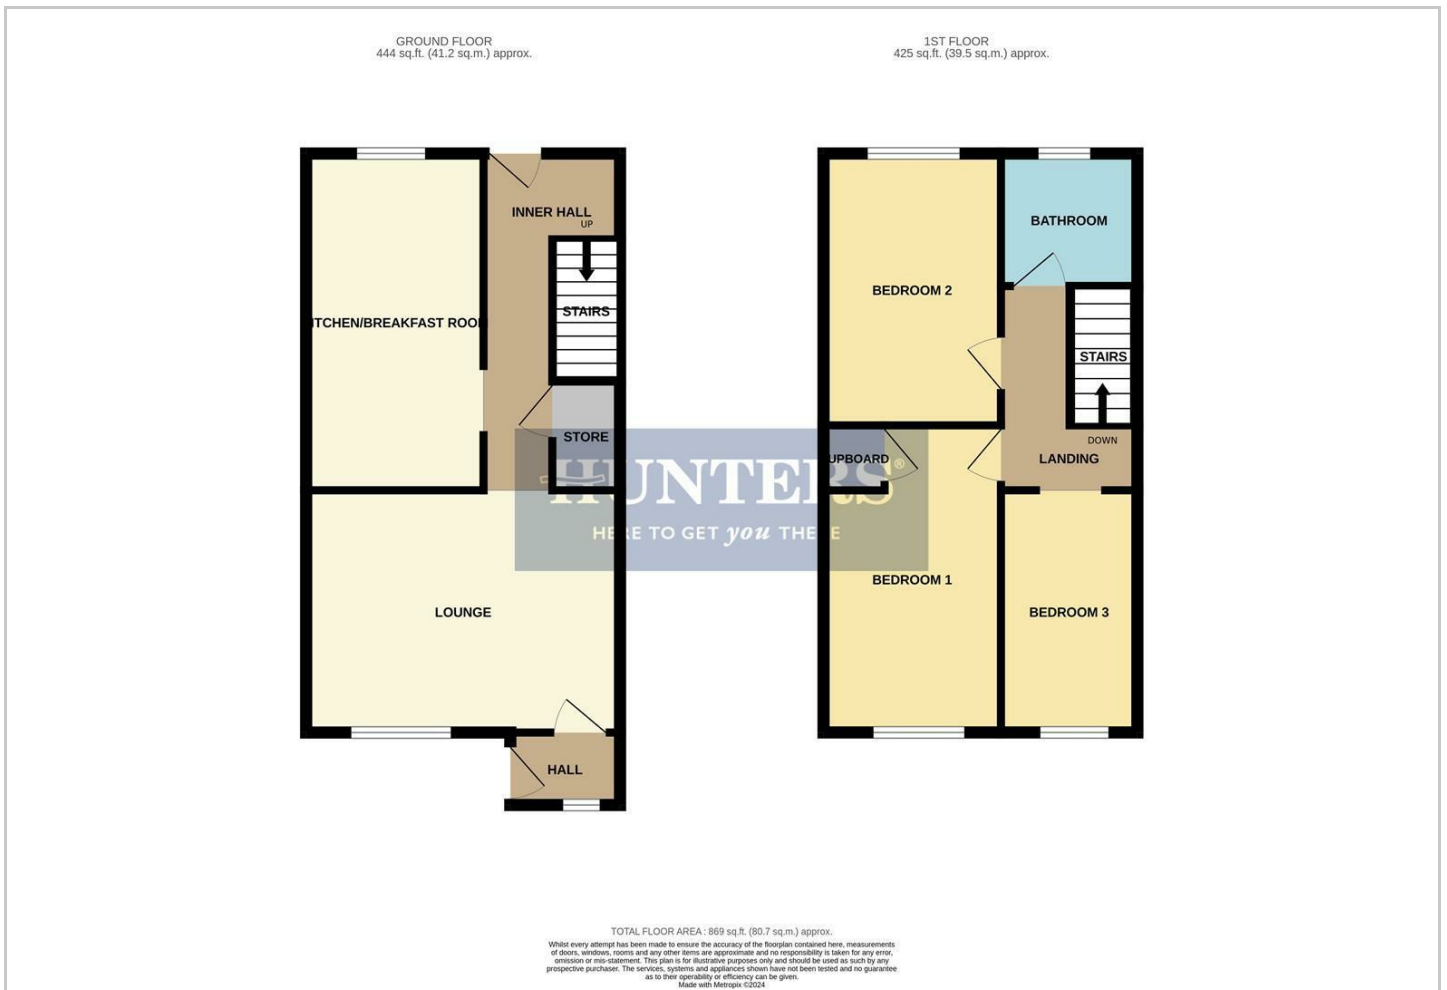 GROUND FLOOR
444 sq.ft. (41.2 sq.m.) approx.
1ST FLOOR
425 sq.ft. (39.5 sq.m.) approx.
INNER HALL
UP
STAIRS
ITCHEN/BREAKFAST ROO
STORE
LOUNGE
HALL
BATHROOM
BEDROOM 2
STAIRS
DOWN
LANDING
UPBOARD
BEDROOM 1
BEDROOM 3
HUNTERS®
HERE TO GET you THERE
TOTAL FLOOR AREA : 869 sq.ft. (80.7 sq.m.) approx.
Whilst every attempt has been made to ensure the accuracy of the floorplan contained here, measurements
of doors, windows, rooms and any other items are approximate and no responsibility is taken for any error,
omission or mis-statement. This plan is for illustrative purposes only and should be used as such by any
prospective purchaser. The services, systems and appliances shown have not been tested and no guarantee
as to their operability or efficiency can be given.
Made with Metropix ©2024